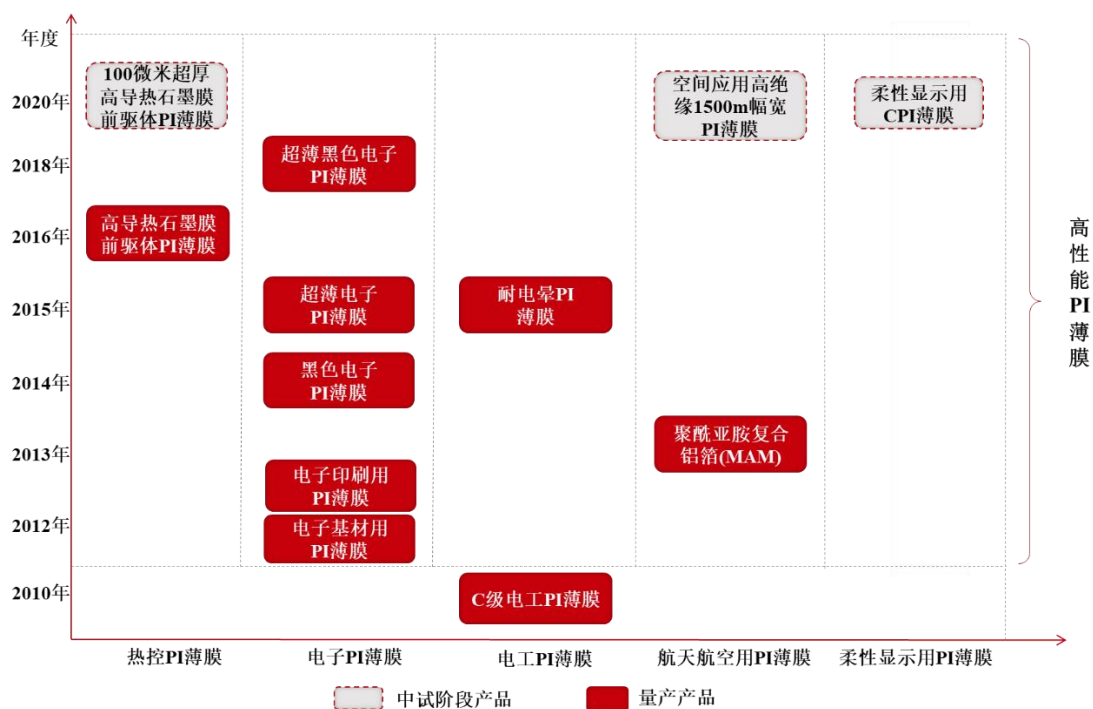 年度
100微米超厚
高导热石墨膜
前驱体PI薄膜
空间应用高绝
缘1500m幅宽
PI薄膜
柔性显示用
CPI薄膜
2020年
超薄黑色电子
PI薄膜
2018年
高导热石墨膜
前驱体PI薄膜
2016年
超薄电子
PI薄膜
耐电晕PI
薄膜
2015年
黑色电子
PI薄膜
2014年
聚酰亚胺复合
铝箔(MAM)
2013年
电子印刷用
PI薄膜
电子基材用
PI薄膜
2012年
C级电工PI薄膜
2010年
高
性
能
PI
薄
膜
热控PI薄膜
电子PI薄膜
电工PI薄膜
航天航空用PI薄膜
柔性显示用PI薄膜
中试阶段产品
量产产品